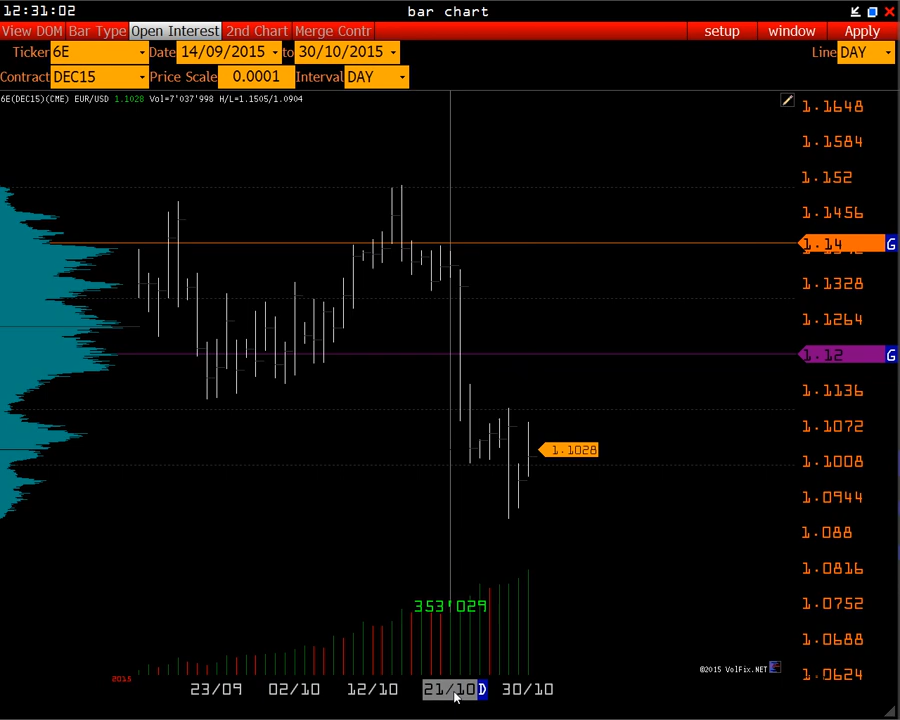 12:31:02 bar chart
View DOM Bar Type Open Interest 2nd Chart Merge Contr setup window Apply
Ticker 6E Date 14/09/2015 to 30/10/2015 Line DAY
Contract DEC15 Price Scale 0.0001 Interval DAY
6E(DEC15)(CME) EUR/USD 1.1028 Vol=7'037'998 H/L=1.1505/1.0904
1.1648
1.1584
1.152
1.1456
1.14 G
1.1328
1.1264
1.12 G
1.1136
1.1072
1.1028
1.1008
1.0944
1.088
1.0816
353'029
1.0752
1.0688
©2015 VolFix.NET
1.0624
2015
23/09 02/10 12/10 21/10 D 30/10